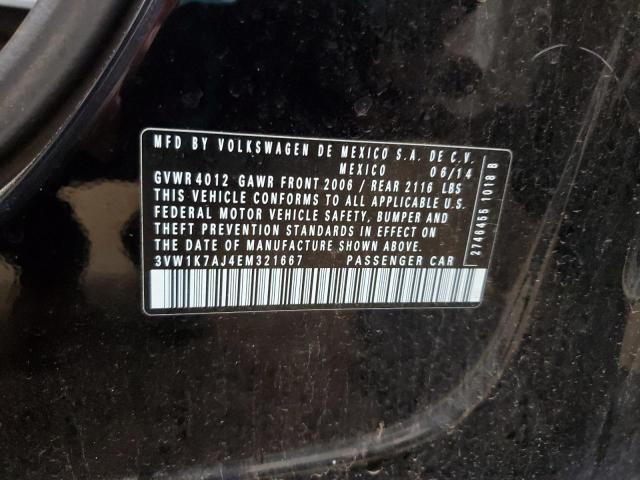 MFD BY VOLKSWAGEN DE MEXICO S.A. DE C.V.
MEXICO 06/14
GVWR 4012 GAWR FRONT 2006 / REAR 2116 LBS
THIS VEHICLE CONFORMS TO ALL APPLICABLE U.S.
FEDERAL MOTOR VEHICLE SAFETY, BUMPER AND
THEFT PREVENTION STANDARDS IN EFFECT ON
THE DATE OF MANUFACTURE SHOWN ABOVE.
3VW1K7AJ4EM321667 PASSENGER CAR
2746455 1018 B